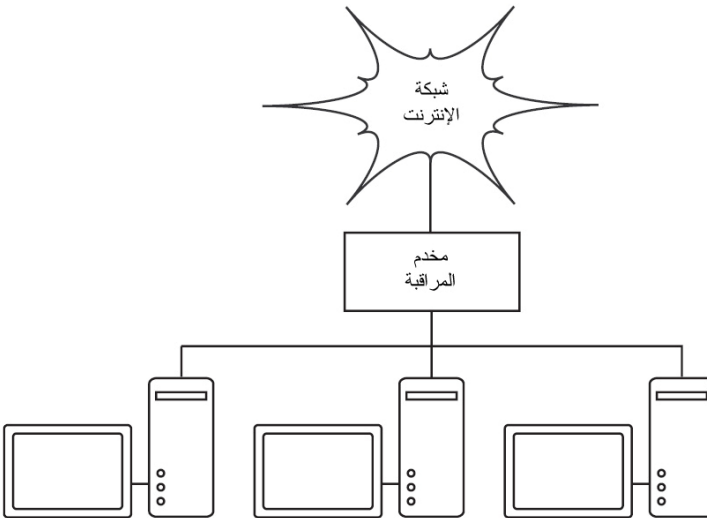 شبكة
الإنترنت
مخدم
المراقبة